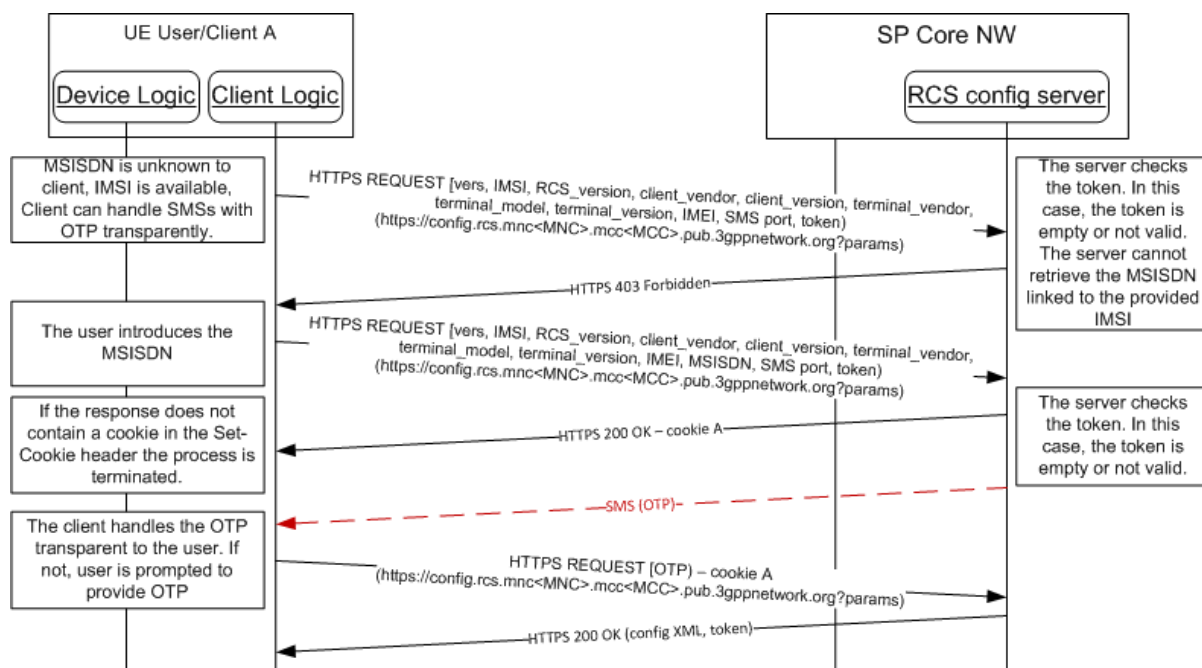 UE User/Client A
SP Core NW
Device Logic
Client Logic
RCS config server
MSISDN is unknown to
client, IMSI is available,
Client can handle SMSs with
OTP transparently.
HTTPS REQUEST [vers, IMSI, RCS_version, client_vendor, client_version, terminal_vendor,
terminal_model, terminal_version, IMEI, SMS port, token)
(https://config.rcs.mnc<MNC>.mcc<MCC>.pub.3gppnetwork.org?params)
The server checks
the token. In this
case, the token is
empty or not valid.
The server cannot
retrieve the MSISDN
linked to the provided
IMSI
HTTPS 403 Forbidden
The user introduces the
MSISDN
HTTPS REQUEST [vers, IMSI, RCS_version, client_vendor, client_version, terminal_vendor,
terminal_model, terminal_version, IMEI, MSISDN, SMS port, token)
(https://config.rcs.mnc<MNC>.mcc<MCC>.pub.3gppnetwork.org?params)
If the response does not
contain a cookie in the Set-
Cookie header the process is
terminated.
HTTPS 200 OK – cookie A
The server checks
the token. In this
case, the token is
empty or not valid.
SMS (OTP)
The client handles the OTP
transparent to the user. If
not, user is prompted to
provide OTP
HTTPS REQUEST [OTP) – cookie A
(https://config.rcs.mnc<MNC>.mcc<MCC>.pub.3gppnetwork.org?params)
HTTPS 200 OK (config XML, token)